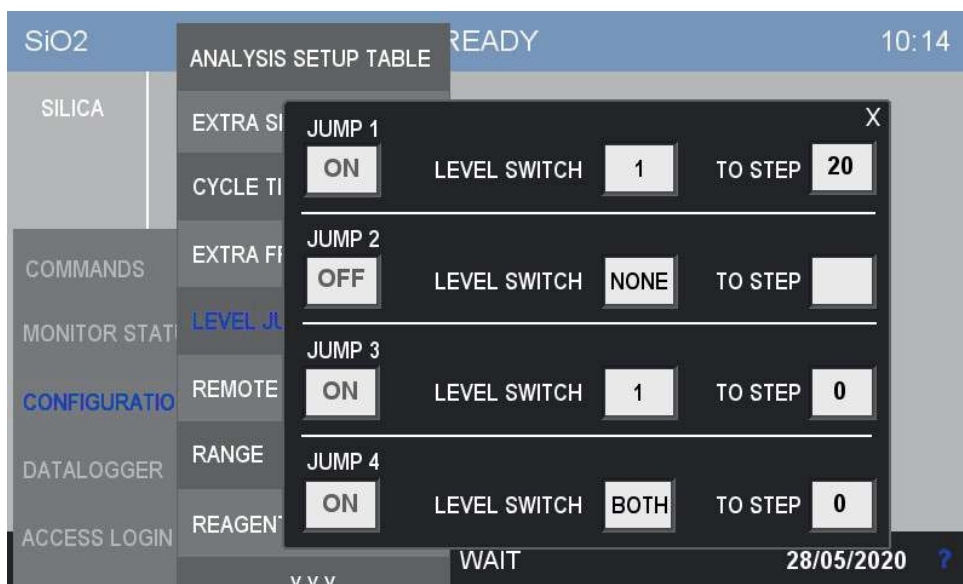 SiO2 READY 10:14
SILICA
COMMANDS
MONITOR STAT
CONFIGURATIO
DATALOGGER
ACCESS LOGIN
ANALYSIS SETUP TABLE
EXTRA S
CYCLE TI
EXTRA F
LEVEL JU
REMOTE
RANGE
REAGEN
X
JUMP 1
ON LEVEL SWITCH 1 TO STEP 20
JUMP 2
OFF LEVEL SWITCH NONE TO STEP
JUMP 3
ON LEVEL SWITCH 1 TO STEP 0
JUMP 4
ON LEVEL SWITCH BOTH TO STEP 0
WAIT 28/05/2020 ?